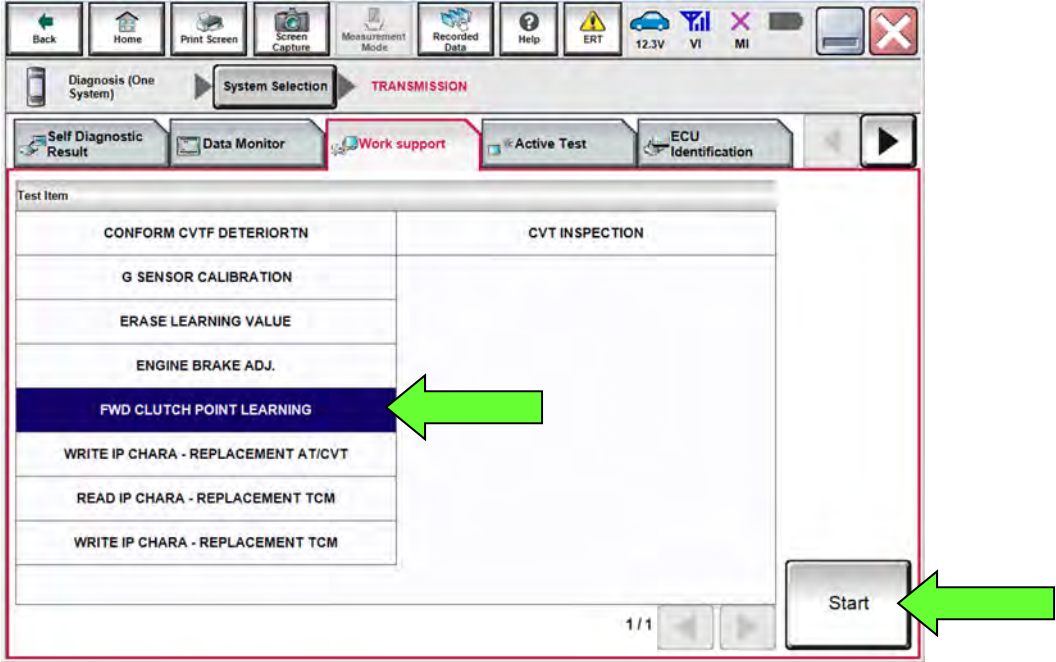 Back
Home
Print Screen
Screen
Capture
Measurement
Mode
Recorded
Data
Help
ERT
12.3V
VI
MI
Diagnosis (One
System)
System Selection
TRANSMISSION
Self Diagnostic
Result
Data Monitor
Work support
Active Test
ECU
Identification
Test Item
CONFORM CVTF DETERIORTN
CVT INSPECTION
G SENSOR CALIBRATION
ERASE LEARNING VALUE
ENGINE BRAKE ADJ.
FWD CLUTCH POINT LEARNING
WRITE IP CHARA - REPLACEMENT AT/CVT
READ IP CHARA - REPLACEMENT TCM
WRITE IP CHARA - REPLACEMENT TCM
Start
1/1